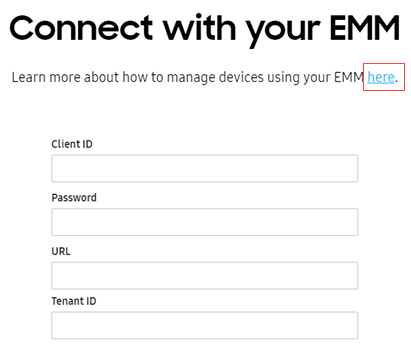 Connect with your EMM
Learn more about how to manage devices using your EMM here.
Client ID
Password
URL
Tenant ID